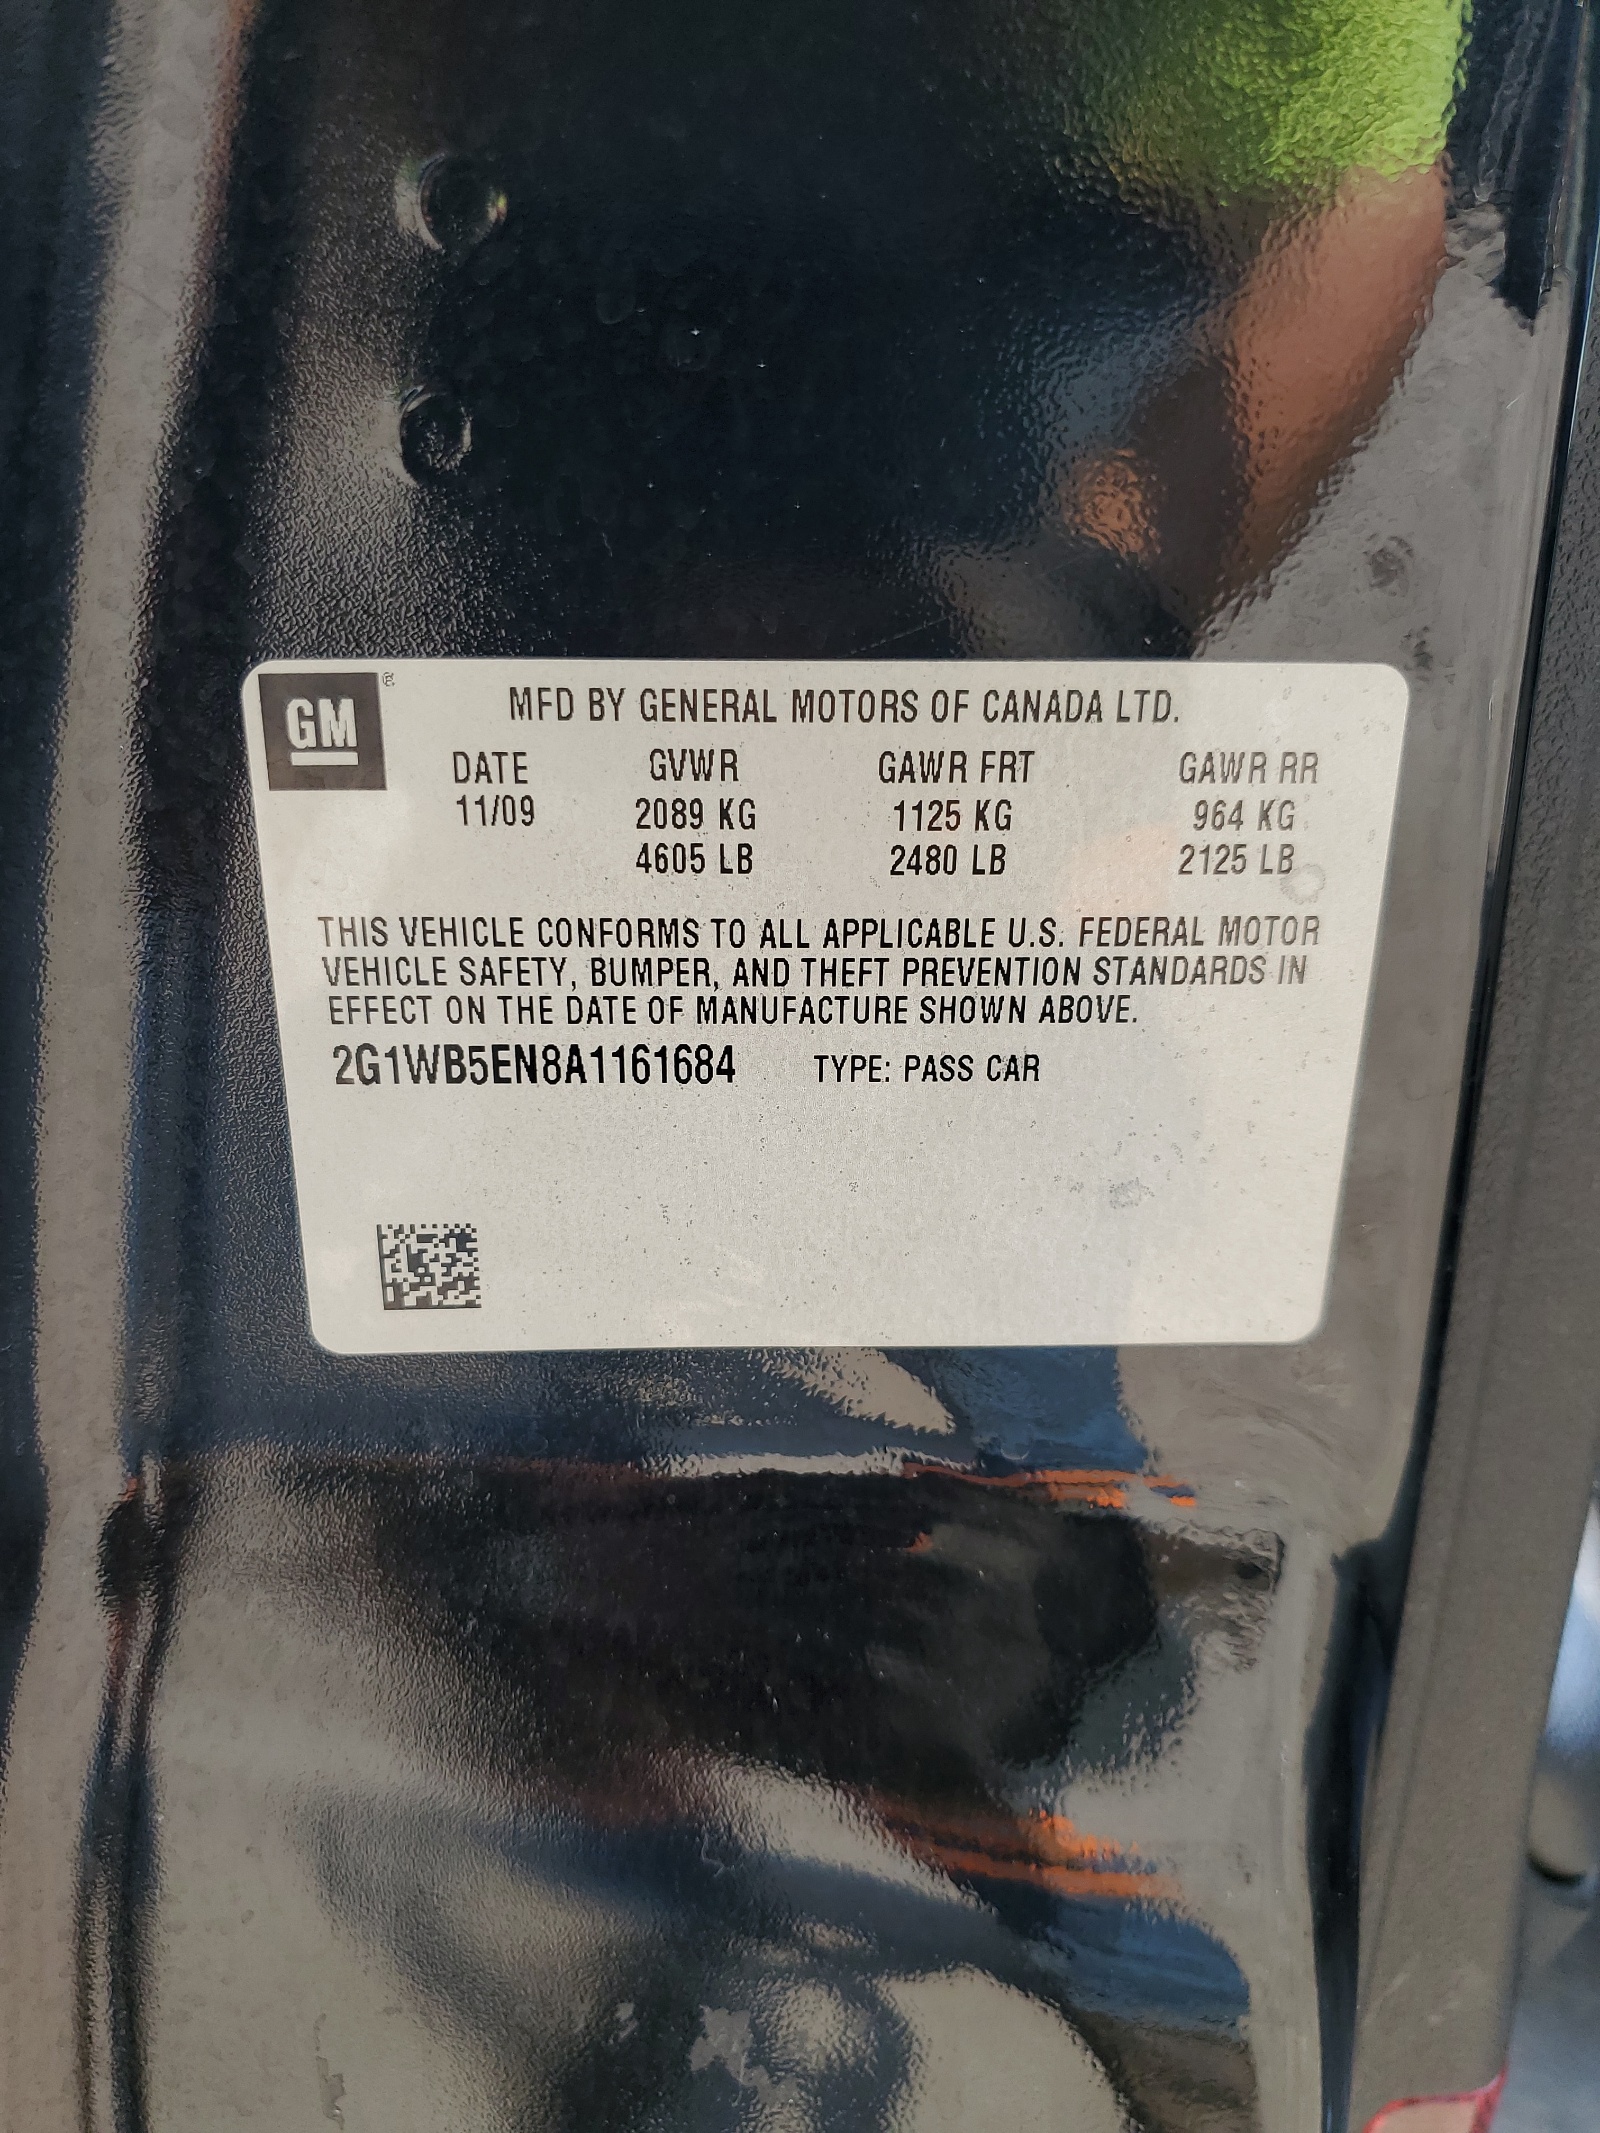 GM ®
MFD BY GENERAL MOTORS OF CANADA LTD.
DATE GVWR GAWR FRT GAWR RR
11/09 2089 KG 1125 KG 964 KG
4605 LB 2480 LB 2125 LB
THIS VEHICLE CONFORMS TO ALL APPLICABLE U.S. FEDERAL MOTOR
VEHICLE SAFETY, BUMPER, AND THEFT PREVENTION STANDARDS IN
EFFECT ON THE DATE OF MANUFACTURE SHOWN ABOVE.
2G1WB5EN8A1161684 TYPE: PASS CAR